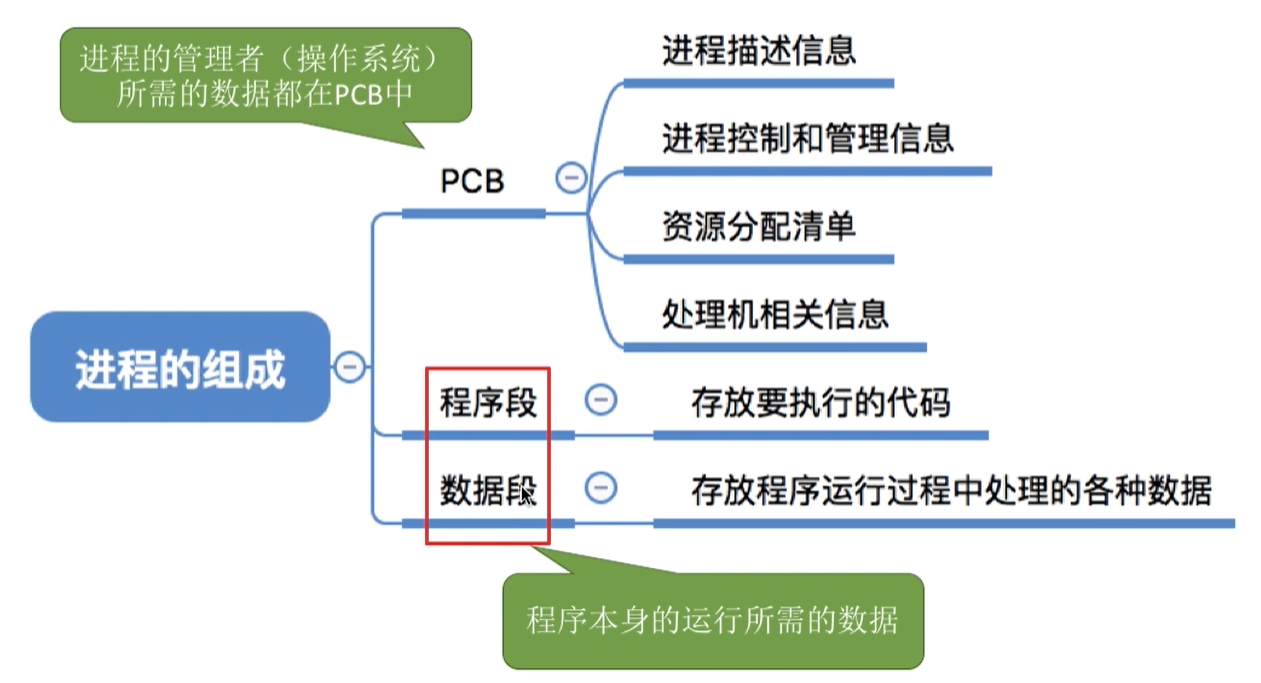 进程的管理者（操作系统）
所需的数据都在PCB中
进程描述信息
进程控制和管理信息
PCB
资源分配清单
处理机相关信息
进程的组成
程序段
存放要执行的代码
数据段
存放程序运行过程中处理的各种数据
程序本身的运行所需的数据